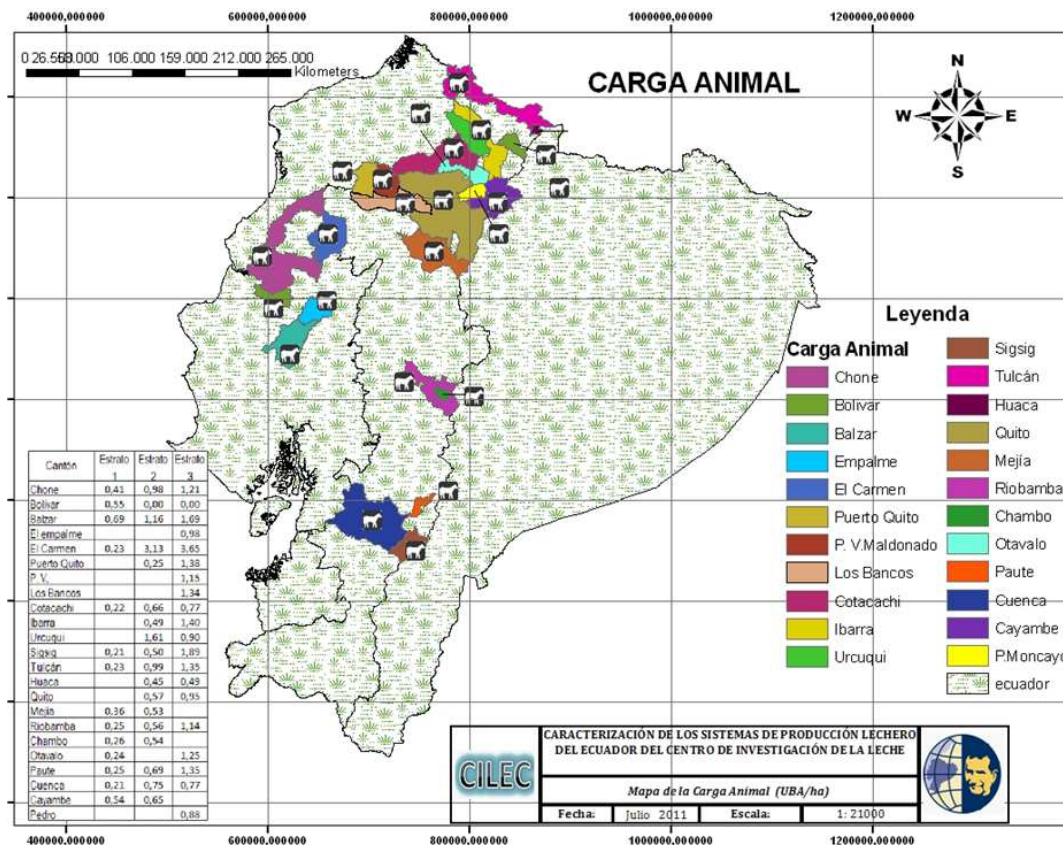 400000,000000 600000,000000 800000,000000 1000000,000000 1200000,000000
106.000 159.000 212.000 265.000
Kilometers
CARGA ANIMAL
N
W E
S
Leyenda
Carga Animal
Chone
Bolivar
Balzar
Empalme
El Carmen
Puerto Quito
P. V.Maldonado
Los Bancos
Cotacachi
Ibarra
Urcuqui
Sigsig
Tulcán
Huaca
Quito
Mejía
Riobamba
Chambo
Otavalo
Paute
Cuenca
Cayambe
P.Moncayo
ecuador
Cantón Estrato 1 Estrato 2 Estrato 3
Chone 0,41 0,98 1,21
Bolivar 0,55 0,00 0,00
Balzar 0,69 1,16 1,69
El empalme 0,98
El Carmen 0,23 3,13 3,65
Puerto Quito 0,25 1,38
P. V. 1,15
Los Bancos 1,34
Cotacachi 0,22 0,66 0,77
Ibarra 0,49 1,40
Urcuqui 1,61 0,90
Sigsig 0,21 0,50 1,89
Tulcán 0,23 0,99 1,35
Huaca 0,45 0,49
Quito 0,57 0,95
Mejía 0,36 0,53
Riobamba 0,25 0,56 1,14
Chambo 0,26 0,54
Otavalo 0,24 1,25
Paute 0,25 0,69 1,35
Cuenca 0,21 0,75 0,77
Cayambe 0,54 0,65
Pedro 0,88
CILEC
CARACTERIZACIÓN DE LOS SISTEMAS DE PRODUCCIÓN LECHERO
DEL ECUADOR DEL CENTRO DE INVESTIGACIÓN DE LA LECHE
Mapa de la Carga Animal (UBA/ha)
Fecha: Julio 2011 Escala: 1: 21000
400000,000000 600000,000000 800000,000000 1000000,000000 1200000,000000